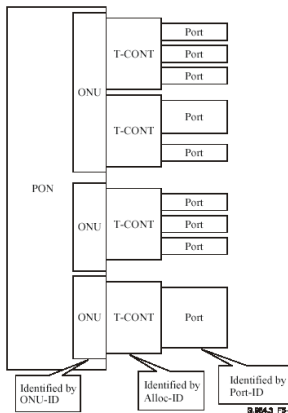 Port
T-CONT
Port
Port
ONU
Port
T-CONT
Port
PON
Port
ONU
T-CONT
Port
Port
ONU
T-CONT
Port
Identified by
ONU-ID
Identified by
Alloc-ID
Identified by
Port-ID